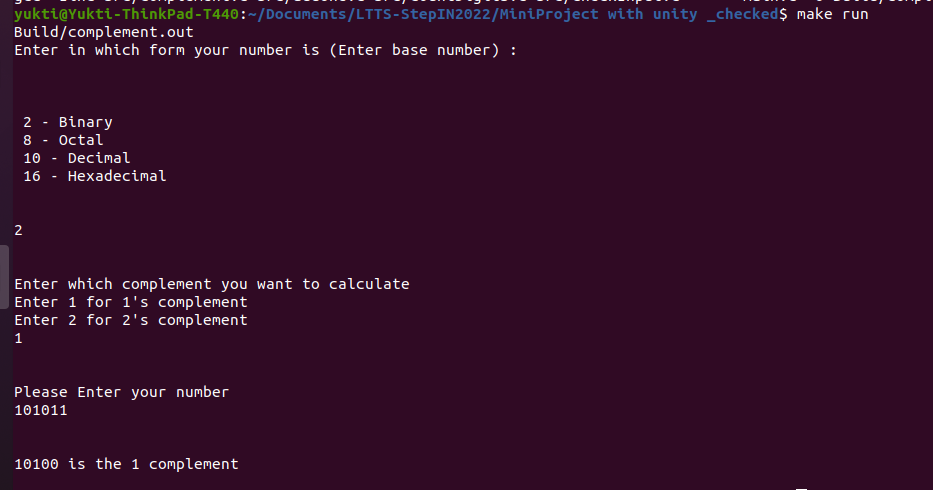 yukti@Yukti-ThinkPad-T440:~/Documents/LTTS-StepIN2022/MiniProject with unity _checked$ make run
Build/complement.out
Enter in which form your number is (Enter base number) :
2 - Binary
8 - Octal
10 - Decimal
16 - Hexadecimal
2
Enter which complement you want to calculate
Enter 1 for 1's complement
Enter 2 for 2's complement
1
Please Enter your number
101011
10100 is the 1 complement